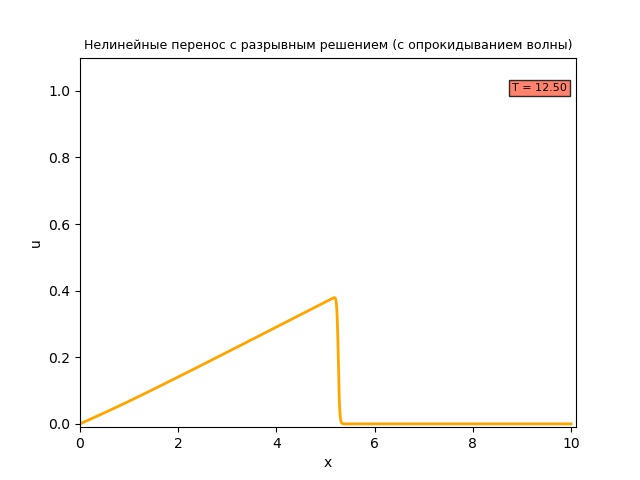 Нелинейные перенос с разрывным решением (с опрокидыванием волны)
T = 12.50
1.0
0.8
0.6
0.4
0.2
0.0
u
0 2 4 6 8 10
x